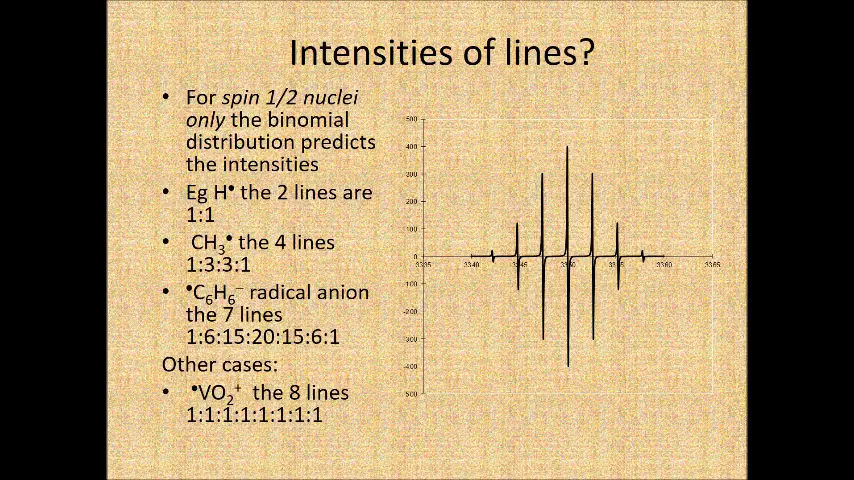 Intensities of lines?
• For spin 1/2 nuclei
only the binomial
distribution predicts
the intensities
• Eg H• the 2 lines are
1:1
• CH₃• the 4 lines
1:3:3:1
• •C₆H₆⁻ radical anion
the 7 lines
1:6:15:20:15:6:1
Other cases:
• •VO₂⁺ the 8 lines
1:1:1:1:1:1:1:1
500
400
300
200
100
0
3335 3340 3345 3350 3355 3360 3365
-100
-200
-300
-400
-500